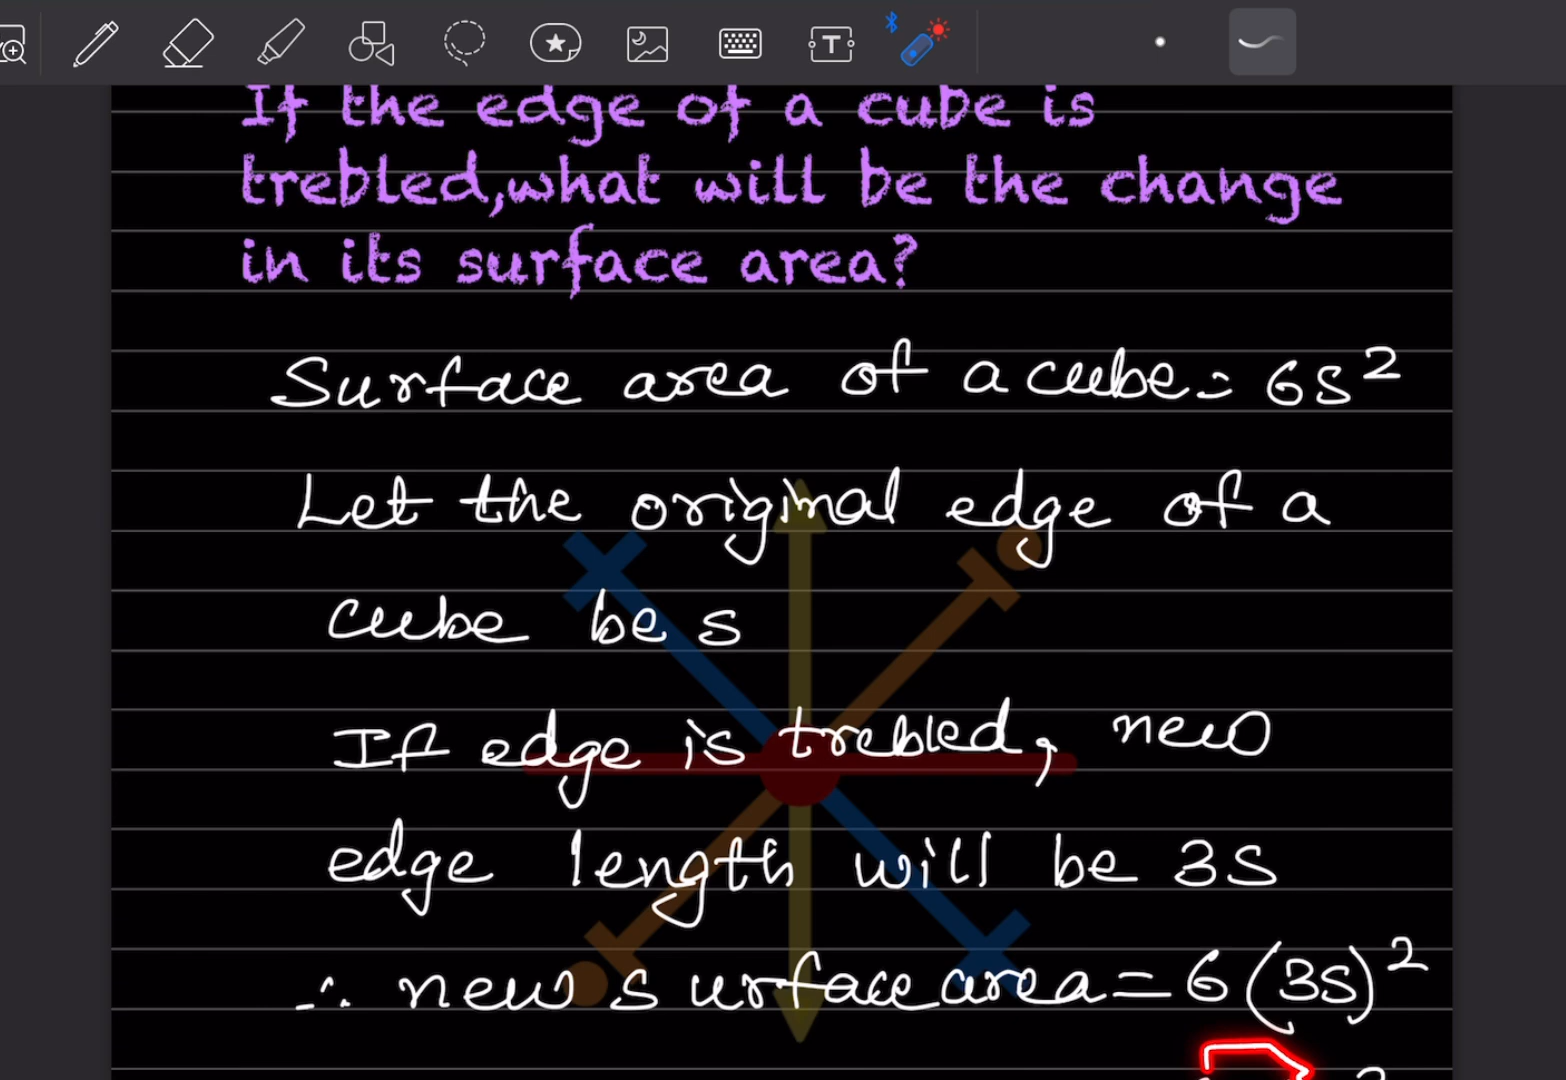 If the edge of a cube is
trebled,what will be the change
in its surface area?
Surface area of a cube = 6s²
Let the original edge of a
cube be s
If edge is trebled, new
edge length will be 3s
∴ new surface area = 6(3s)²